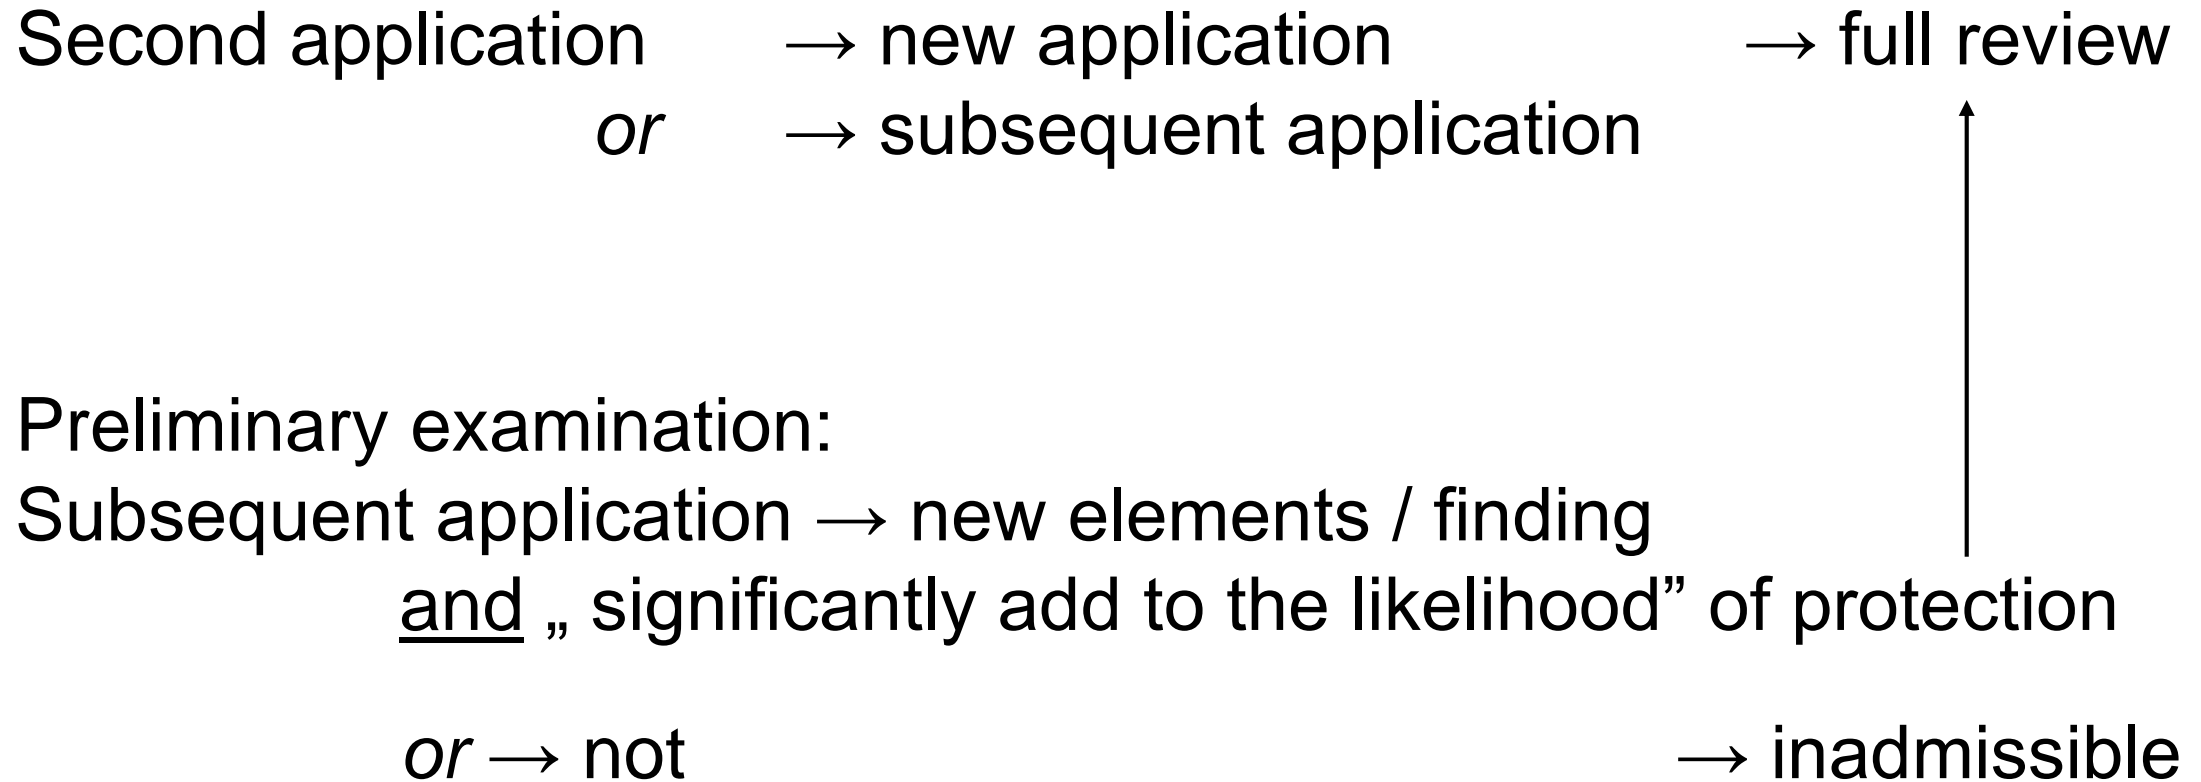 Second application → new application → full review
or → subsequent application
Preliminary examination:
Subsequent application → new elements / finding
and „ significantly add to the likelihood” of protection
or → not → inadmissible